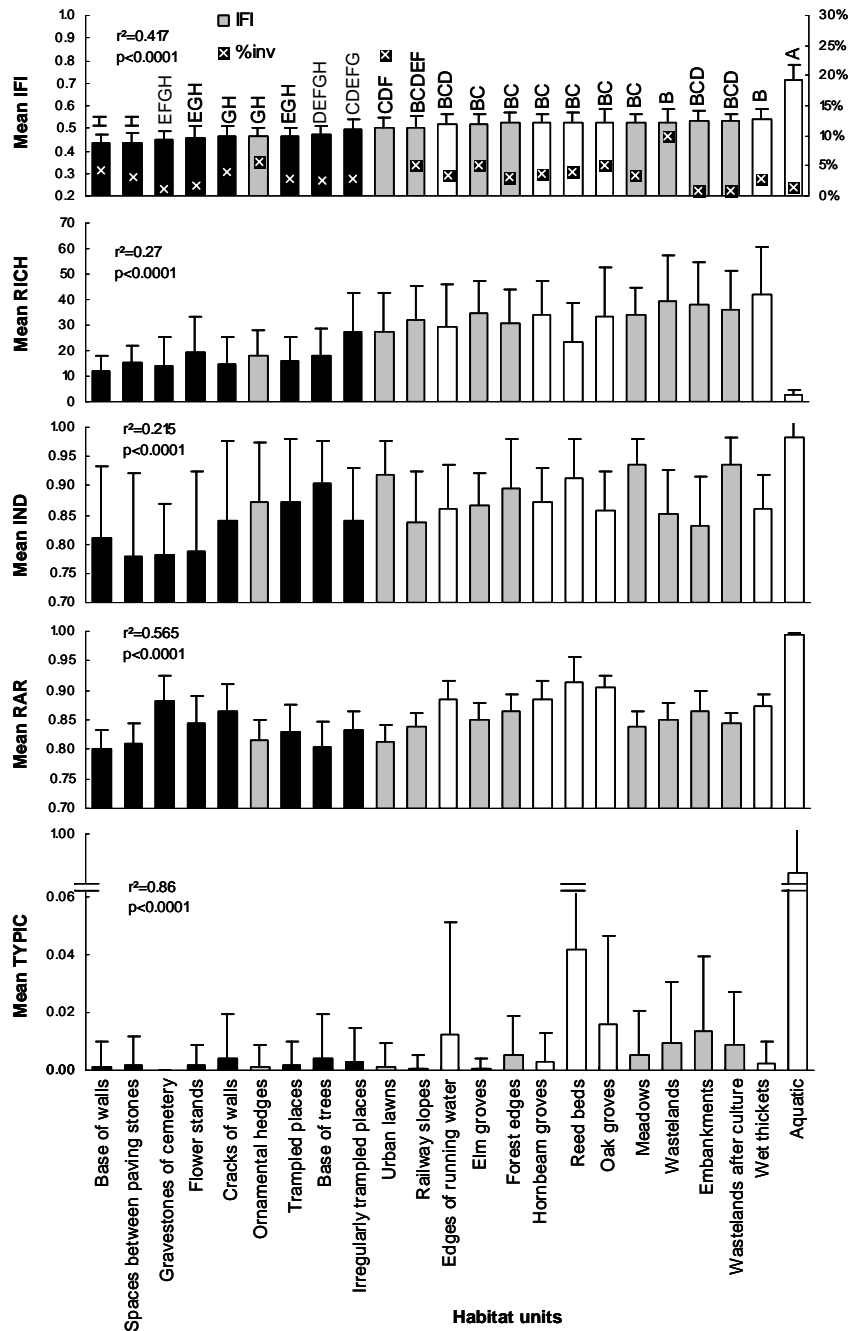 IFI
%inv
r²=0.417
p<0.0001
Mean IFI
1.0
0.9
0.8
0.7
0.6
0.5
0.4
0.3
0.2
30%
25%
20%
15%
10%
5%
0%
H H EFGH EGH GH GH EGH DEFGH CDEFG CDF BCDEF BCD BC BC BC BC BC BC B BCD BCD B A
Mean RICH
70
60
50
40
30
20
10
0
r²=0.27
p<0.0001
Mean IND
1.00
0.95
0.90
0.85
0.80
0.75
0.70
r²=0.215
p<0.0001
Mean RAR
1.00
0.95
0.90
0.85
0.80
0.75
0.70
r²=0.565
p<0.0001
Mean TYPIC
1.00
0.06
0.04
0.02
0.00
r²=0.86
p<0.0001
Base of walls
Spaces between paving stones
Gravestones of cemetery
Flower stands
Cracks of walls
Ornamental hedges
Trampled places
Base of trees
Irregularly trampled places
Urban lawns
Railway slopes
Edges of running water
Elm groves
Forest edges
Hornbeam groves
Reed beds
Oak groves
Meadows
Wastelands
Embankments
Wastelands after culture
Wet thickets
Aquatic
Habitat units